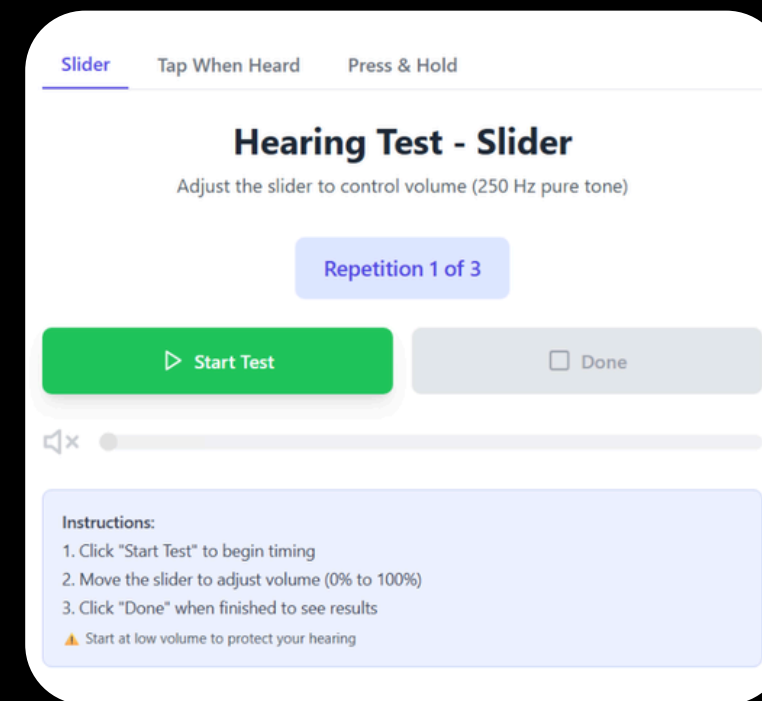 Slider Tap When Heard Press & Hold
Hearing Test - Slider
Adjust the slider to control volume (250 Hz pure tone)
Repetition 1 of 3
Start Test Done
Instructions:
1. Click "Start Test" to begin timing
2. Move the slider to adjust volume (0% to 100%)
3. Click "Done" when finished to see results
⚠ Start at low volume to protect your hearing